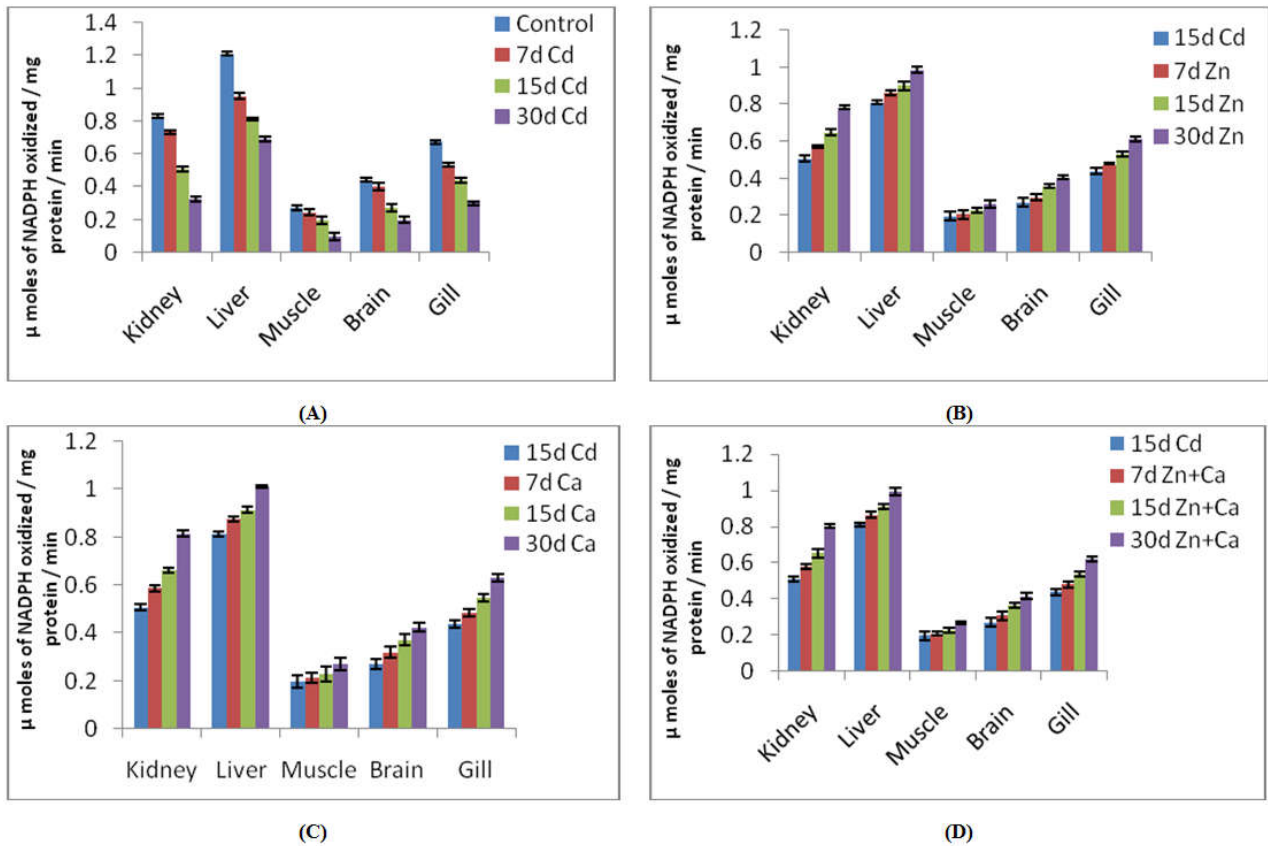 μ moles of NADPH oxidized / mg
protein / min
1.4
1.2
1
0.8
0.6
0.4
0.2
0
Kidney
Liver
Muscle
Brain
Gill
Control
7d Cd
15d Cd
30d Cd
(A)
μ moles of NADPH oxidized / mg
protein / min
1.2
1
0.8
0.6
0.4
0.2
0
Kidney
Liver
Muscle
Brain
Gill
15d Cd
7d Zn
15d Zn
30d Zn
(B)
μ moles of NADPH oxidized / mg
protein / min
1.2
1
0.8
0.6
0.4
0.2
0
Kidney Liver Muscle Brain Gill
15d Cd
7d Ca
15d Ca
30d Ca
(C)
μ moles of NADPH oxidized / mg
protein / min
1.2
1
0.8
0.6
0.4
0.2
0
Kidney
Liver
Muscle
Brain
Gill
15d Cd
7d Zn+Ca
15d Zn+Ca
30d Zn+Ca
(D)